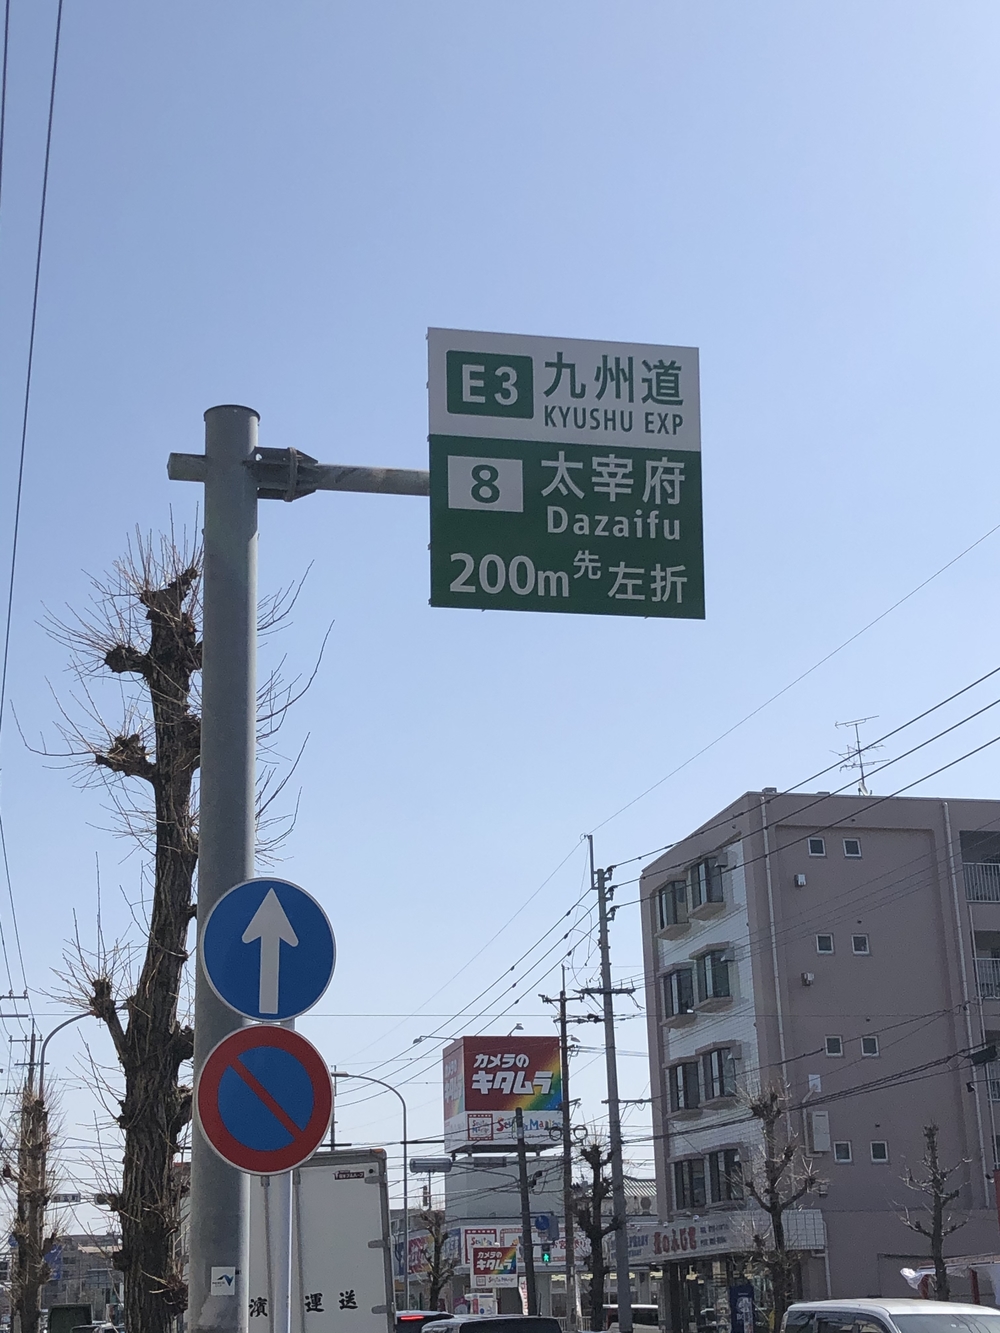 E3 九州道
KYUSHU EXP
8 太宰府
Dazaifu
200m先 左折
カメラの
キタムラ
カメラの
キタムラ
運送